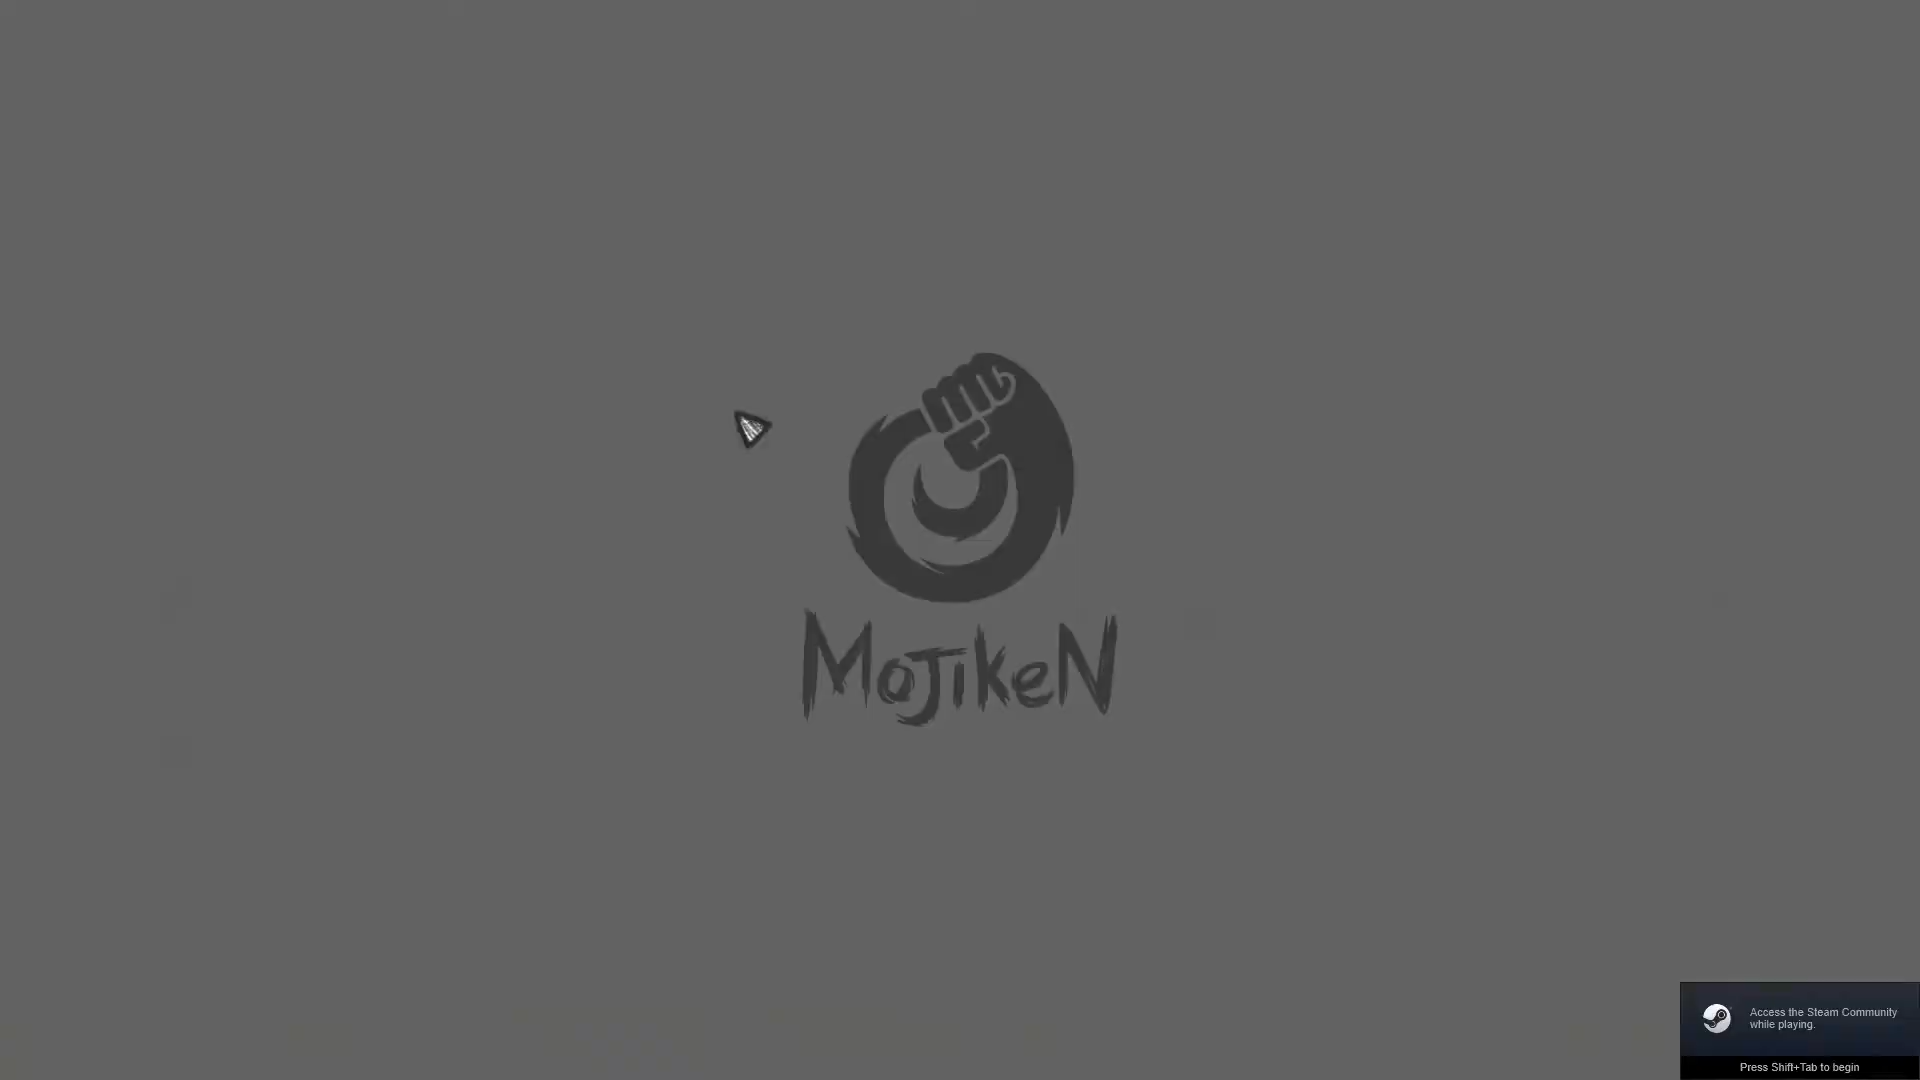 MOJIKEN
Access the Steam Community
while playing.
Press Shift+Tab to begin